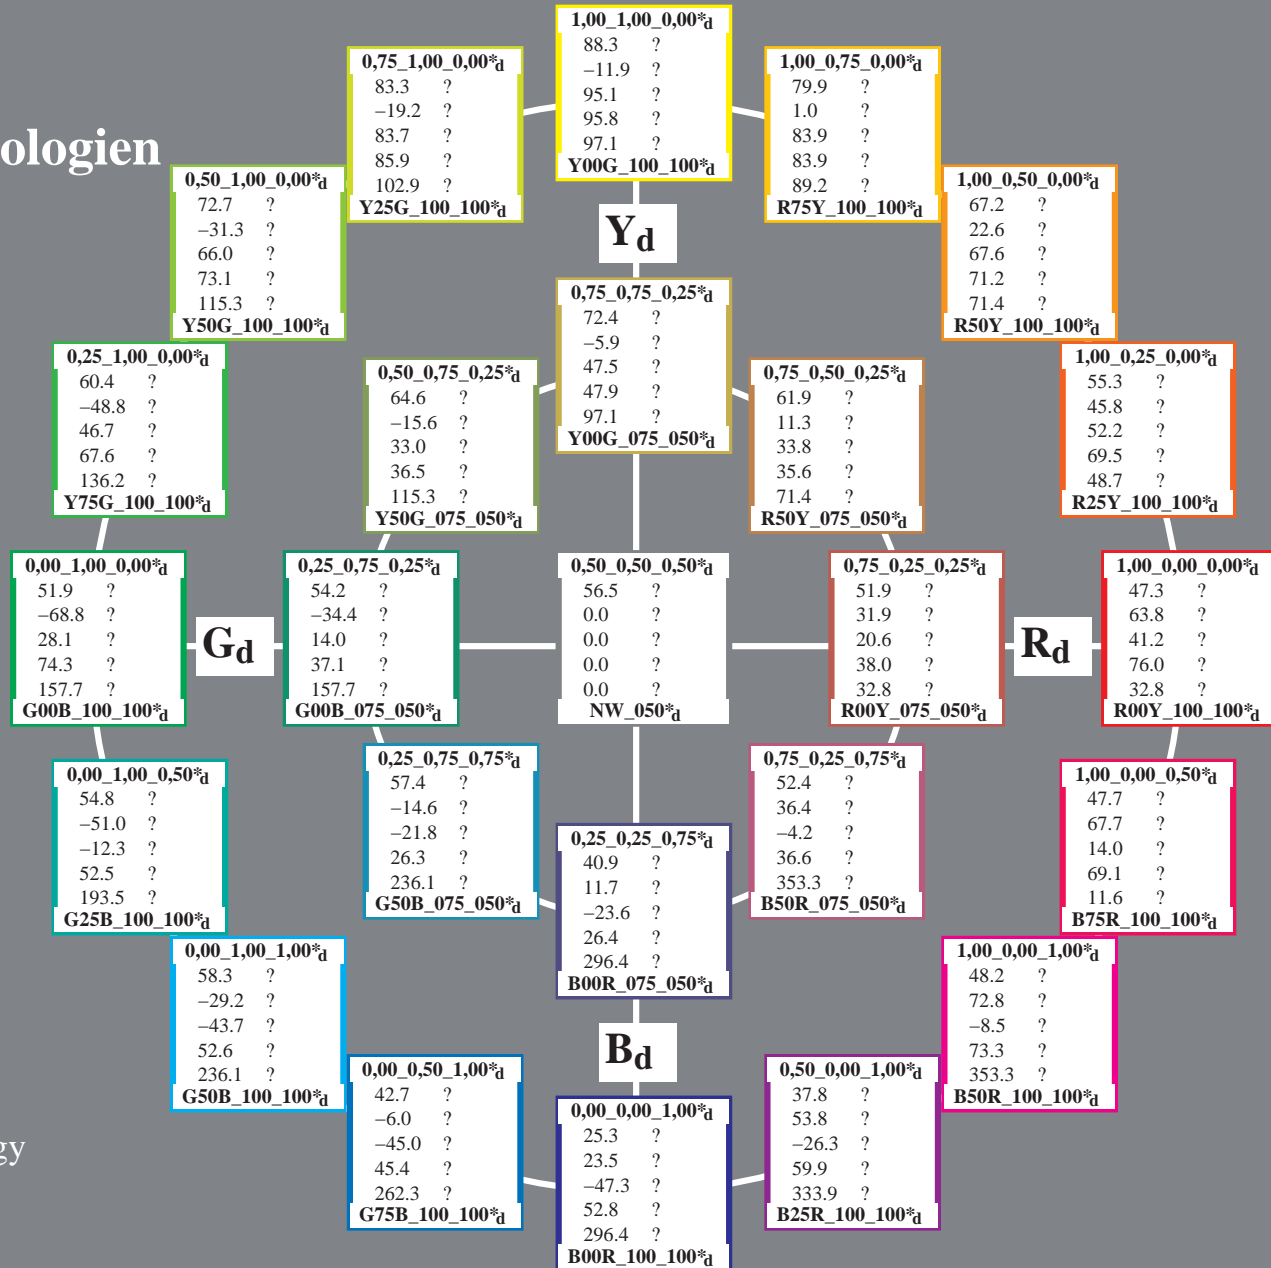 1,00_1,00_0,00*d
88.3 ?
−11.9 ?
95.1 ?
95.8 ?
97.1 ?
Y00G_100_100*d
0,75_1,00_0,00*d
83.3 ?
−19.2 ?
83.7 ?
85.9 ?
102.9 ?
Y25G_100_100*d
1,00_0,75_0,00*d
79.9 ?
1.0 ?
83.9 ?
83.9 ?
89.2 ?
R75Y_100_100*d
ologien
0,50_1,00_0,00*d
72.7 ?
−31.3 ?
66.0 ?
73.1 ?
115.3 ?
Y50G_100_100*d
Yd
1,00_0,50_0,00*d
67.2 ?
22.6 ?
67.6 ?
71.2 ?
71.4 ?
R50Y_100_100*d
0,75_0,75_0,25*d
72.4 ?
−5.9 ?
47.5 ?
47.9 ?
97.1 ?
Y00G_075_050*d
0,25_1,00_0,00*d
60.4 ?
−48.8 ?
46.7 ?
67.6 ?
136.2 ?
Y75G_100_100*d
0,50_0,75_0,25*d
64.6 ?
−15.6 ?
33.0 ?
36.5 ?
115.3 ?
Y50G_075_050*d
0,75_0,50_0,25*d
61.9 ?
11.3 ?
33.8 ?
35.6 ?
71.4 ?
R50Y_075_050*d
1,00_0,25_0,00*d
55.3 ?
45.8 ?
52.2 ?
69.5 ?
48.7 ?
R25Y_100_100*d
0,00_1,00_0,00*d
51.9 ?
−68.8 ?
28.1 ?
74.3 ?
157.7 ?
G00B_100_100*d
Gd
0,25_0,75_0,25*d
54.2 ?
−34.4 ?
14.0 ?
37.1 ?
157.7 ?
G00B_075_050*d
0,50_0,50_0,50*d
56.5 ?
0.0 ?
0.0 ?
0.0 ?
0.0 ?
NW_050*d
0,75_0,25_0,25*d
51.9 ?
31.9 ?
20.6 ?
38.0 ?
32.8 ?
R00Y_075_050*d
Rd
1,00_0,00_0,00*d
47.3 ?
63.8 ?
41.2 ?
76.0 ?
32.8 ?
R00Y_100_100*d
0,00_1,00_0,50*d
54.8 ?
−51.0 ?
−12.3 ?
52.5 ?
193.5 ?
G25B_100_100*d
0,25_0,75_0,75*d
57.4 ?
−14.6 ?
−21.8 ?
26.3 ?
236.1 ?
G50B_075_050*d
0,25_0,25_0,75*d
40.9 ?
11.7 ?
−23.6 ?
26.4 ?
296.4 ?
B00R_075_050*d
0,75_0,25_0,75*d
52.4 ?
36.4 ?
−4.2 ?
36.6 ?
353.3 ?
B50R_075_050*d
1,00_0,00_0,50*d
47.7 ?
67.7 ?
14.0 ?
69.1 ?
11.6 ?
B75R_100_100*d
0,00_1,00_1,00*d
58.3 ?
−29.2 ?
−43.7 ?
52.6 ?
236.1 ?
G50B_100_100*d
Bd
1,00_0,00_1,00*d
48.2 ?
72.8 ?
−8.5 ?
73.3 ?
353.3 ?
B50R_100_100*d
0,00_0,50_1,00*d
42.7 ?
−6.0 ?
−45.0 ?
45.4 ?
262.3 ?
G75B_100_100*d
0,50_0,00_1,00*d
37.8 ?
53.8 ?
−26.3 ?
59.9 ?
333.9 ?
B25R_100_100*d
0,00_0,00_1,00*d
25.3 ?
23.5 ?
−47.3 ?
52.8 ?
296.4 ?
B00R_100_100*d
gy